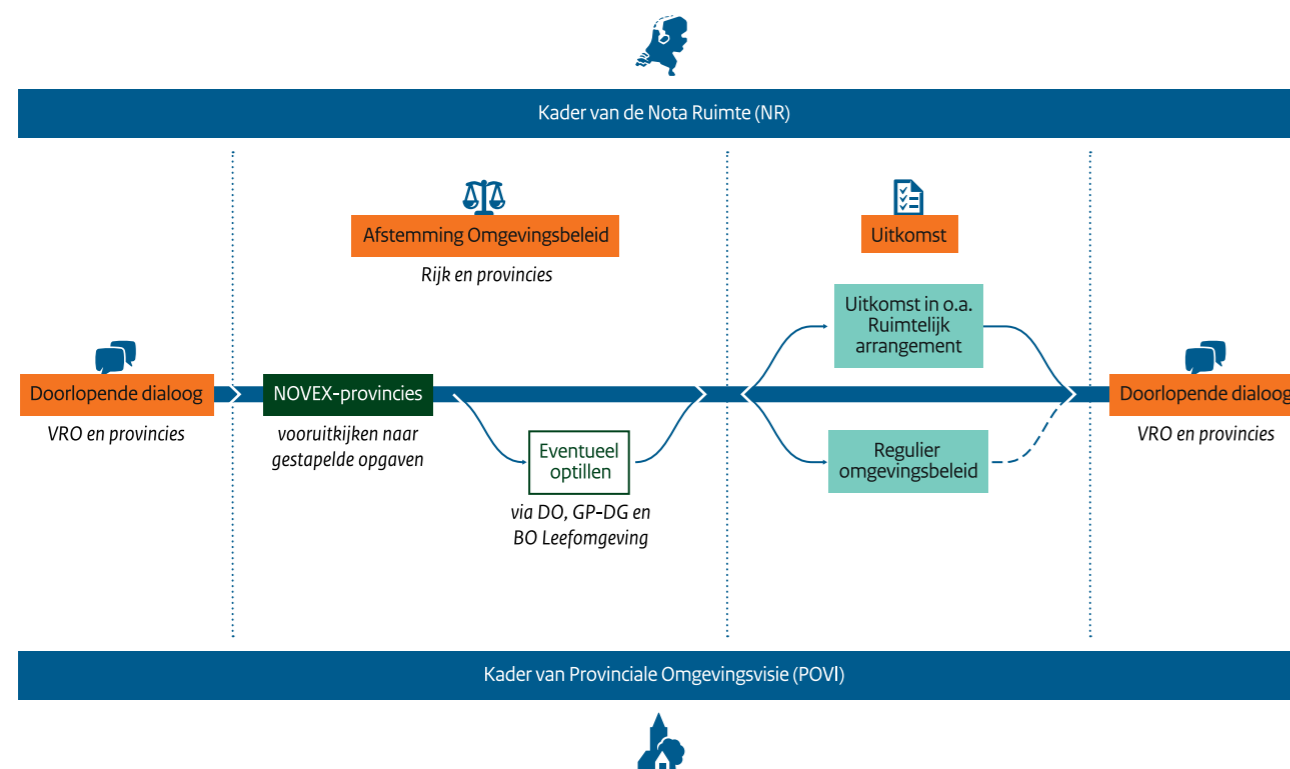 Kader van de Nota Ruimte (NR)
Doorlopende dialoog
VRO en provincies
Afstemming Omgevingsbeleid
Rijk en provincies
NOVEX-provincies
vooruitkijken naar
gestapelde opgaven
Eventueel
optillen
via DO, GP-DG en
BO Leefomgeving
Uitkomst
Uitkomst in o.a.
Ruimtelijk
arrangement
Regulier
omgevingsbeleid
Doorlopende dialoog
VRO en provincies
Kader van Provinciale Omgevingsvisie (POVI)